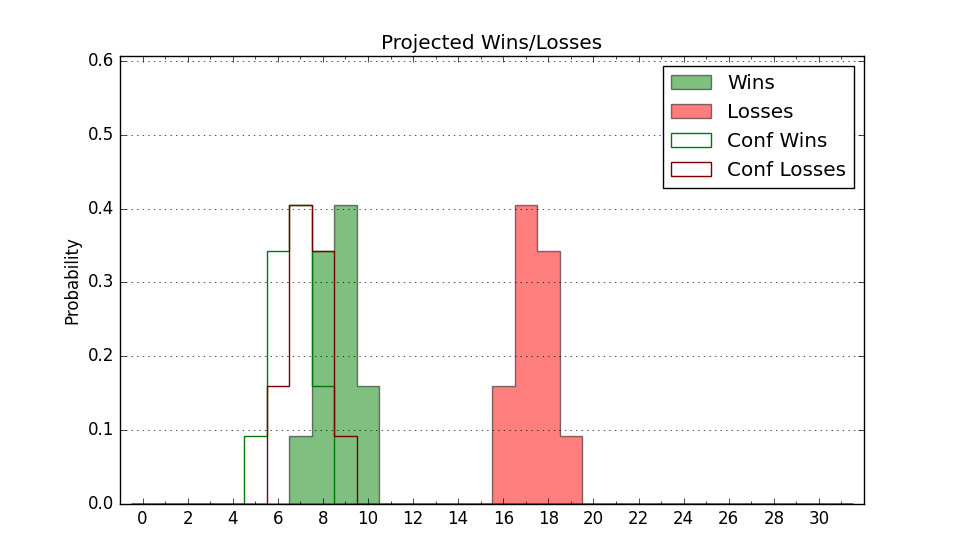 Projected Wins/Losses
0.6
0.5
0.4
0.3
0.2
0.1
0.0
Probability
Wins
Losses
Conf Wins
Conf Losses
0 2 4 6 8 10 12 14 16 18 20 22 24 26 28 30